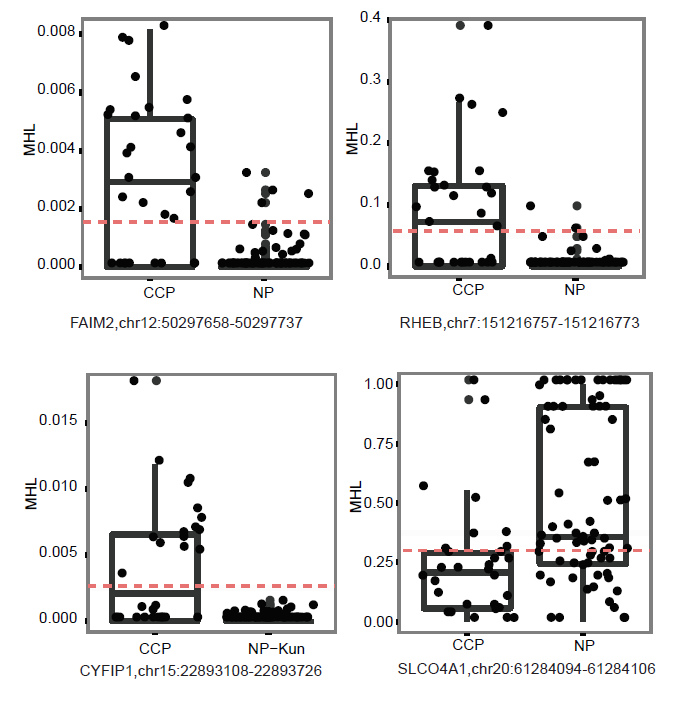 0.008
0.006
0.004
0.002
0.000
MHL
CCP NP
FAIM2,chr12:50297658-50297737
0.4
0.3
0.2
0.1
0.0
MHL
CCP NP
RHEB,chr7:151216757-151216773
0.015
0.010
0.005
0.000
MHL
CCP NP−Kun
CYFIP1,chr15:22893108-22893726
1.00
0.75
0.50
0.25
0.00
MHL
CCP NP
SLCO4A1,chr20:61284094-61284106